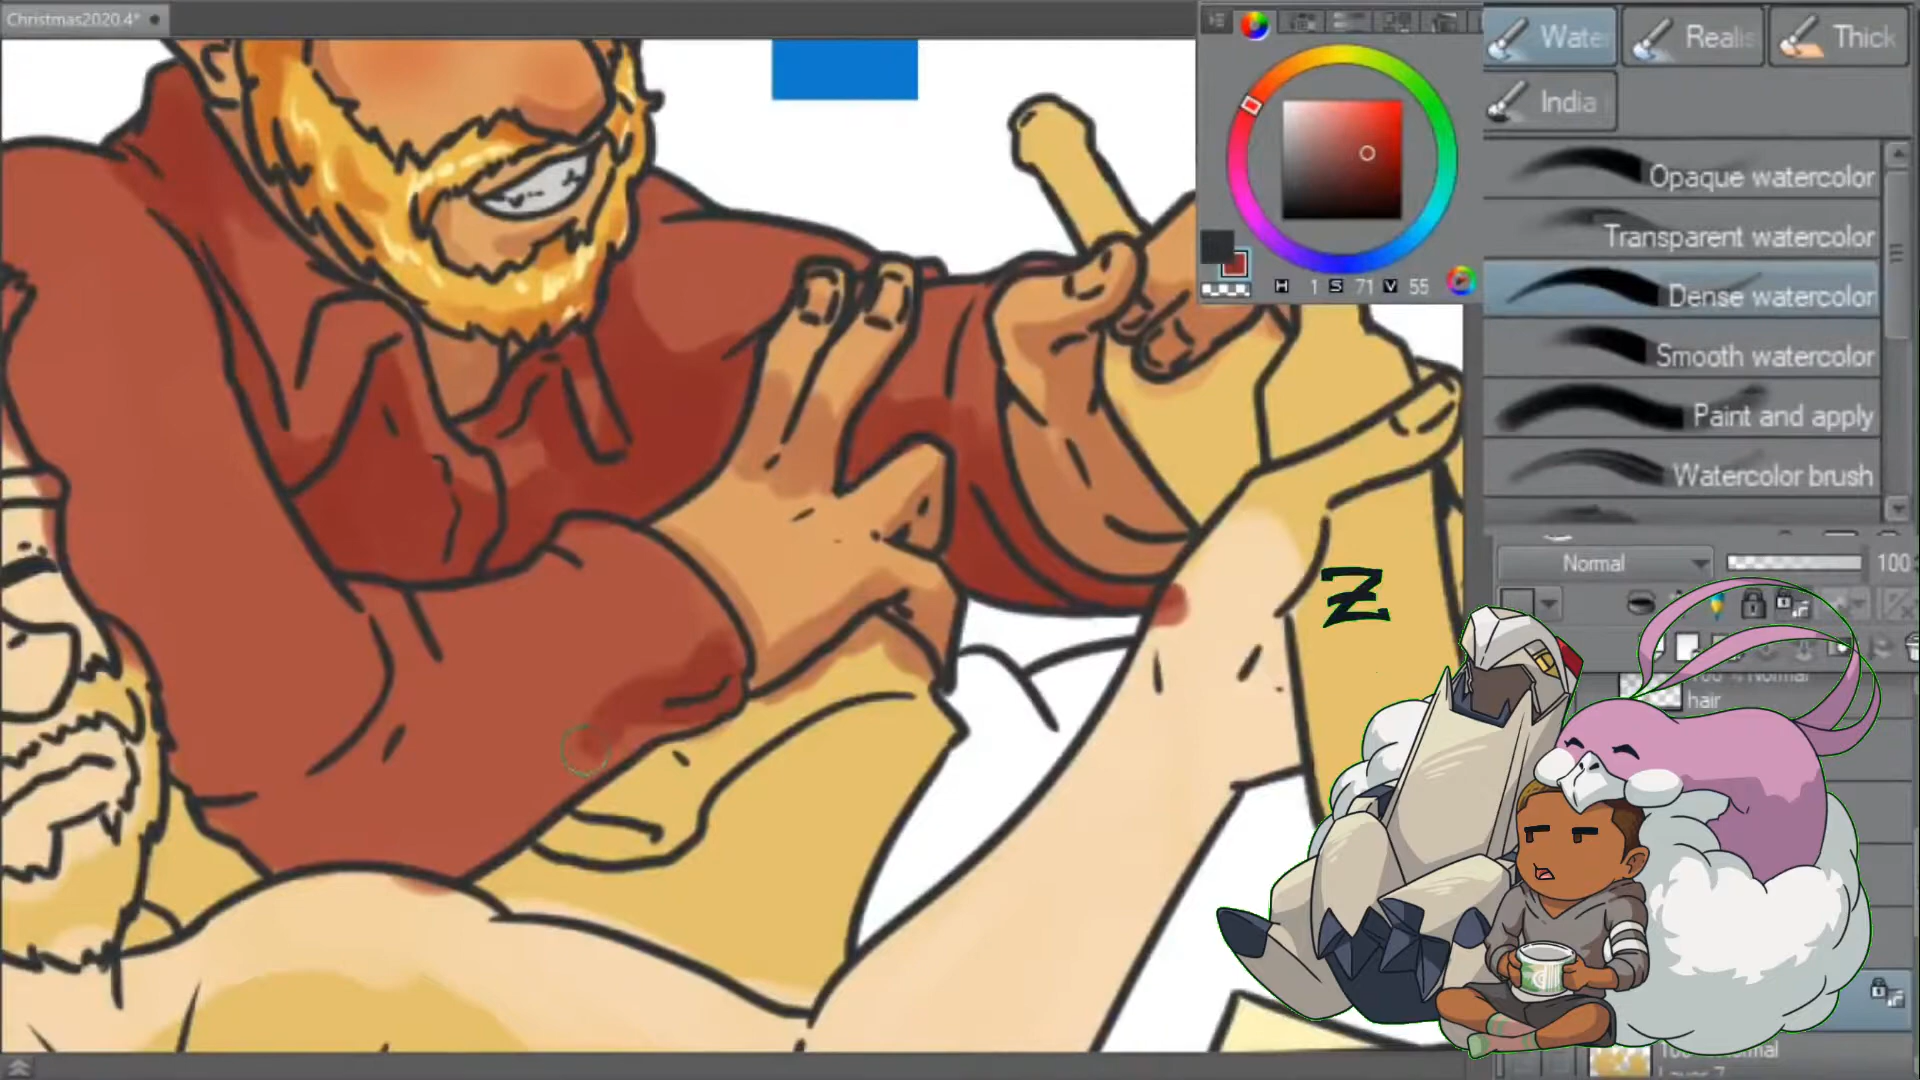 Christmas2020.4*
Wate
Realis
Thick
India
Opaque watercolor
Transparent watercolor
Dense watercolor
Smooth watercolor
Paint and apply
Watercolor brush
H 1 S 71 V 55
Normal
100
Z
hair